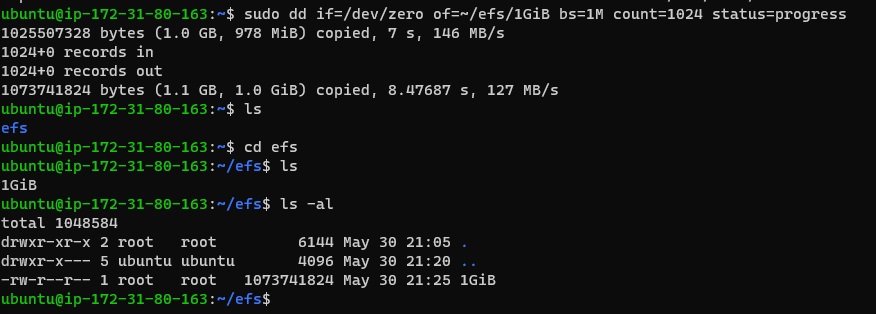 ubuntu@ip-172-31-80-163:~$ sudo dd if=/dev/zero of=~/efs/1GiB bs=1M count=1024 status=progress
1025507328 bytes (1.0 GB, 978 MiB) copied, 7 s, 146 MB/s
1024+0 records in
1024+0 records out
1073741824 bytes (1.1 GB, 1.0 GiB) copied, 8.47687 s, 127 MB/s
ubuntu@ip-172-31-80-163:~$ ls
efs
ubuntu@ip-172-31-80-163:~$ cd efs
ubuntu@ip-172-31-80-163:~/efs$ ls
1GiB
ubuntu@ip-172-31-80-163:~/efs$ ls -al
total 1048584
drwxr-xr-x 2 root   root         6144 May 30 21:05 .
drwxr-x--- 5 ubuntu ubuntu       4096 May 30 21:20 ..
-rw-r--r-- 1 root   root   1073741824 May 30 21:25 1GiB
ubuntu@ip-172-31-80-163:~/efs$